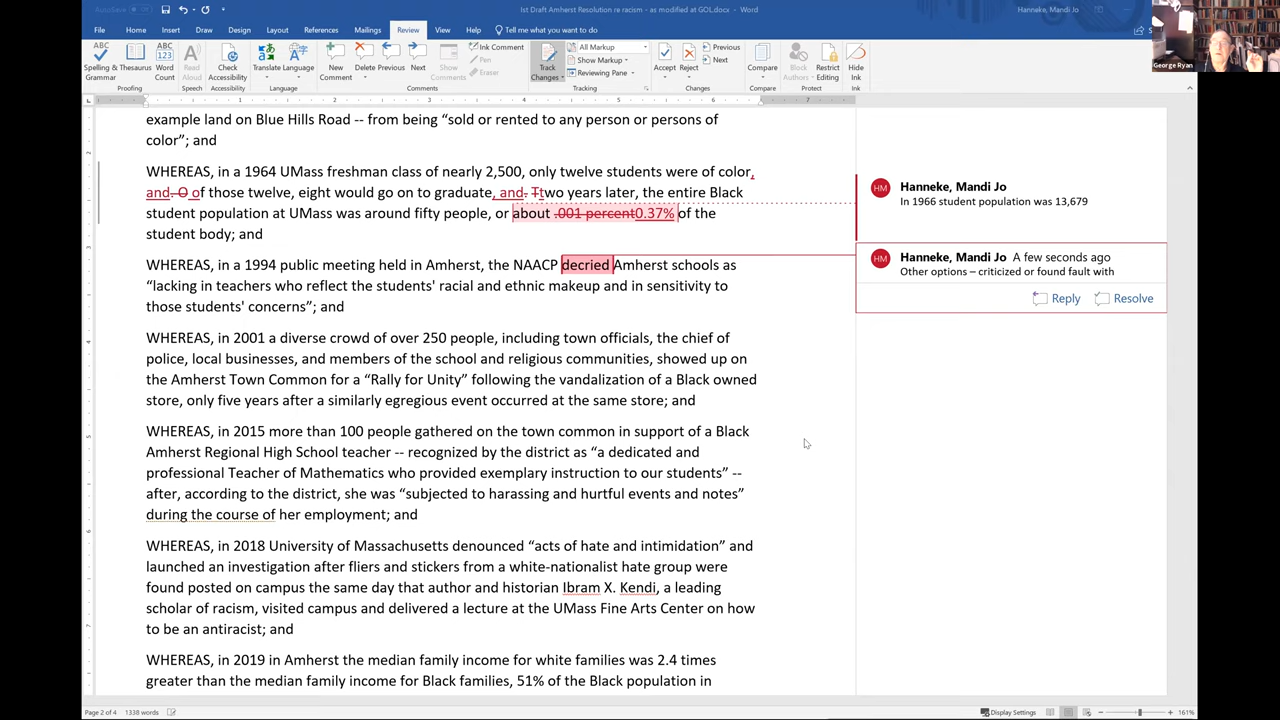 AutoSave Off
Ist Draft Amherst Resolution re racism - as modified at GOL.docx - Word
Hanneke, Mandi Jo
File Home Insert Draw Design Layout References Mailings Review View Help Tell me what you want to do
Spelling & Grammar Thesaurus Word Count Read Aloud Check Accessibility Translate Language New Comment Delete Previous Next Show Comments Ink Comment Pen Eraser Track Changes All Markup Show Markup Reviewing Pane Accept Reject Previous Next Compare Block Authors Restrict Editing Hide Ink
Proofing Speech Accessibility Language Comments Tracking Changes Compare Protect Ink
George Ryan
1 2 3 4 5 6 7
example land on Blue Hills Road -- from being “sold or rented to any person or persons of
color”; and
WHEREAS, in a 1964 UMass freshman class of nearly 2,500, only twelve students were of color,
and. O of those twelve, eight would go on to graduate, and. Ttwo years later, the entire Black
student population at UMass was around fifty people, or about .001 percent0.37% of the
student body; and
WHEREAS, in a 1994 public meeting held in Amherst, the NAACP decried Amherst schools as
“lacking in teachers who reflect the students' racial and ethnic makeup and in sensitivity to
those students' concerns”; and
WHEREAS, in 2001 a diverse crowd of over 250 people, including town officials, the chief of
police, local businesses, and members of the school and religious communities, showed up on
the Amherst Town Common for a “Rally for Unity” following the vandalization of a Black owned
store, only five years after a similarly egregious event occurred at the same store; and
WHEREAS, in 2015 more than 100 people gathered on the town common in support of a Black
Amherst Regional High School teacher -- recognized by the district as “a dedicated and
professional Teacher of Mathematics who provided exemplary instruction to our students” --
after, according to the district, she was “subjected to harassing and hurtful events and notes”
during the course of her employment; and
WHEREAS, in 2018 University of Massachusetts denounced “acts of hate and intimidation” and
launched an investigation after fliers and stickers from a white-nationalist hate group were
found posted on campus the same day that author and historian Ibram X. Kendi, a leading
scholar of racism, visited campus and delivered a lecture at the UMass Fine Arts Center on how
to be an antiracist; and
WHEREAS, in 2019 in Amherst the median family income for white families was 2.4 times
greater than the median family income for Black families, 51% of the Black population in
HM Hanneke, Mandi Jo
In 1966 student population was 13,679
HM Hanneke, Mandi Jo A few seconds ago
Other options – criticized or found fault with
Reply Resolve
Page 2 of 4 1338 words
Display Settings 161%